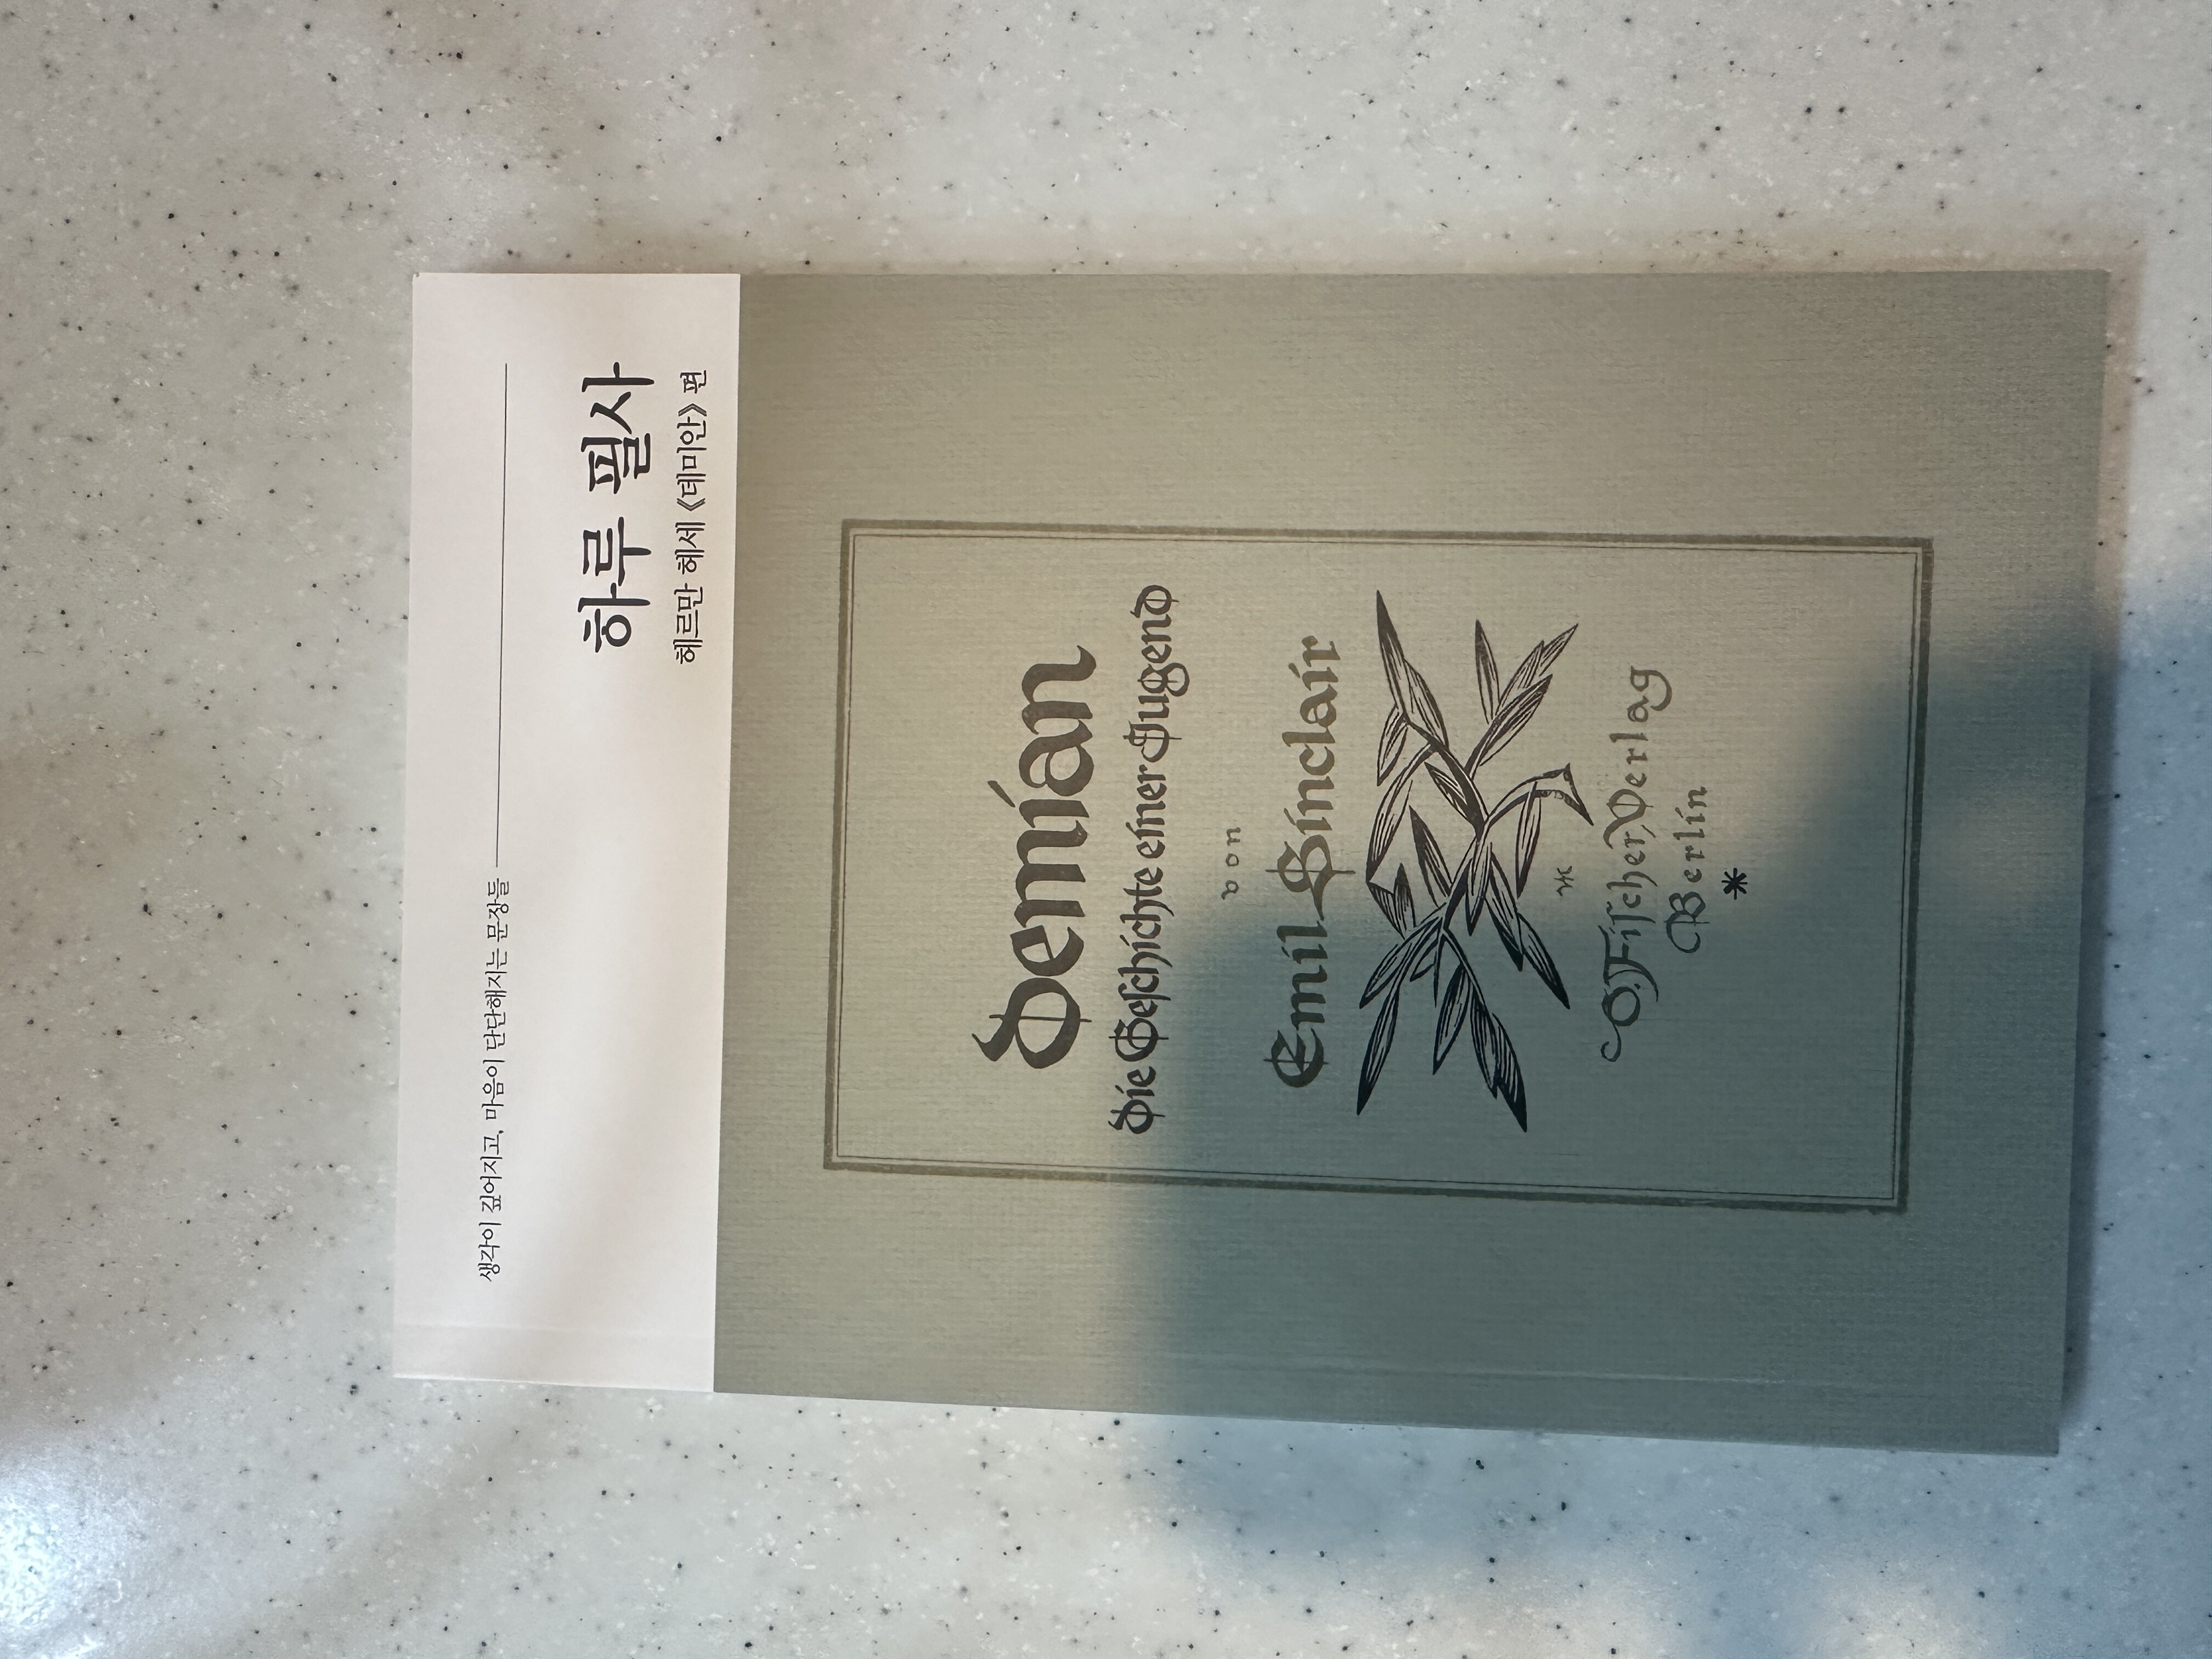 생각이 깊어지고, 마음이 단단해지는 문장들
하루 필사
헤르만 헤세 《데미안》 편
Demian
Die Geſchichte einer Jugend
von
Emil Sinclair
S. Fiſcher Verlag
Berlin
*